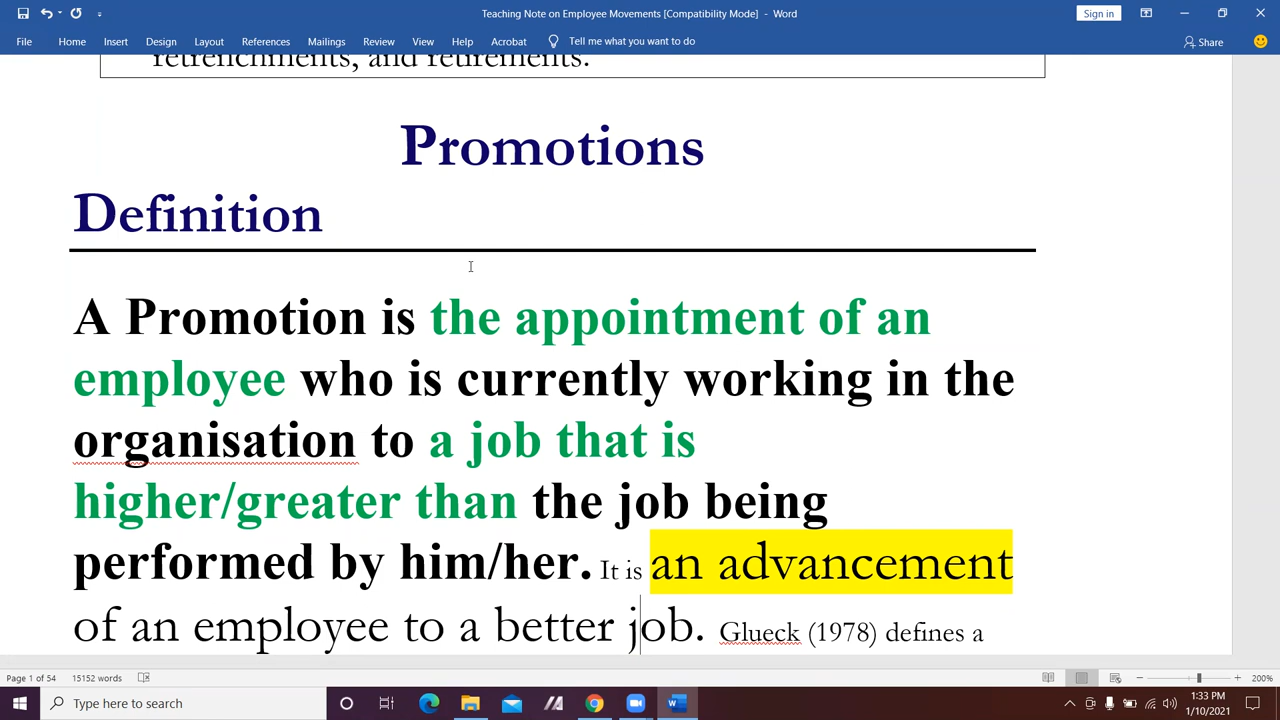 Teaching Note on Employee Movements [Compatibility Mode] - Word
Sign in
File Home Insert Design Layout References Mailings Review View Help Acrobat Tell me what you want to do Share
retrenchments, and retirements.
Promotions
Definition
A Promotion is the appointment of an
employee who is currently working in the
organisation to a job that is
higher/greater than the job being
performed by him/her. It is an advancement
of an employee to a better job. Glueck (1978) defines a
Page 1 of 54 15152 words 200%
Type here to search
1:33 PM
1/10/2021